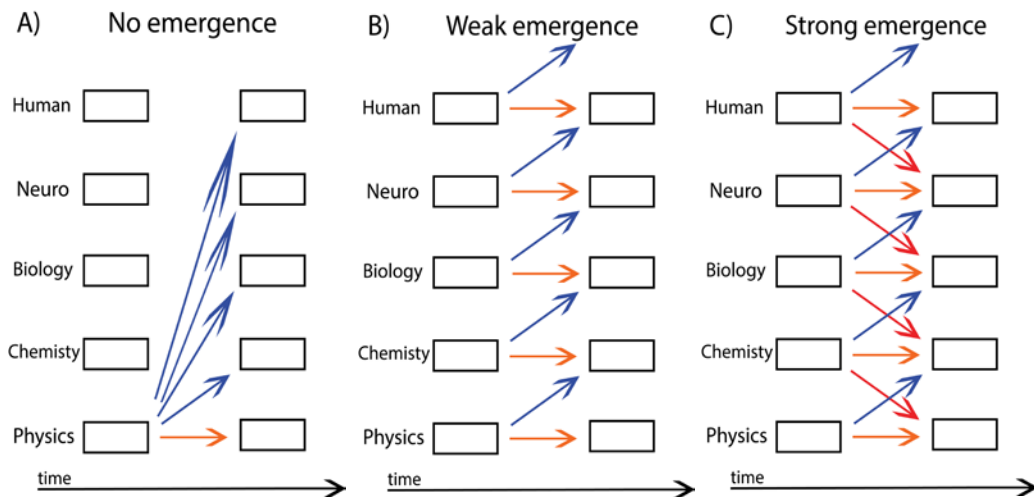 A) No emergence
Human
Neuro
Biology
Chemisty
Physics
time
B) Weak emergence
Human
Neuro
Biology
Chemisty
Physics
time
C) Strong emergence
Human
Neuro
Biology
Chemisty
Physics
time